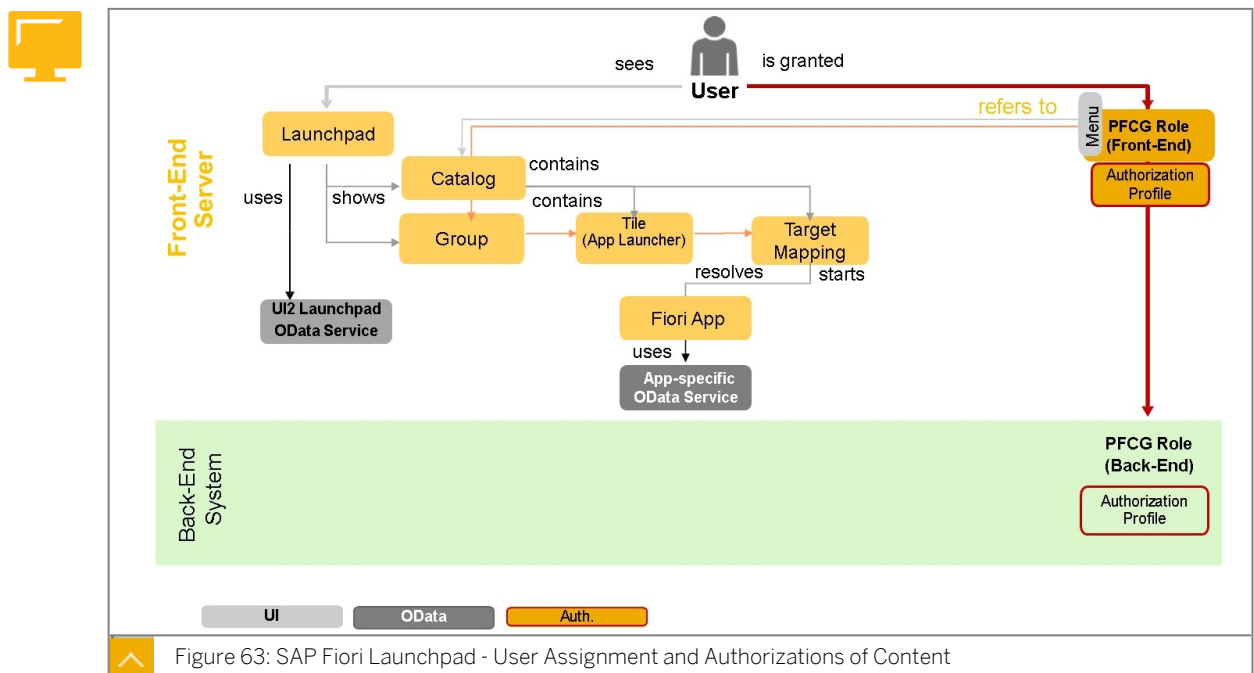 sees
is granted
User
refers to
Launchpad
Menu
PFCG Role
(Front-End)
Authorization
Profile
Front-End
Server
uses
shows
Catalog
contains
contains
Group
Tile
(App Launcher)
Target
Mapping
resolves
starts
UI2 Launchpad
OData Service
Fiori App
uses
App-specific
OData Service
Back-End
System
PFCG Role
(Back-End)
Authorization
Profile
UI
OData
Auth.
Figure 63: SAP Fiori Launchpad - User Assignment and Authorizations of Content